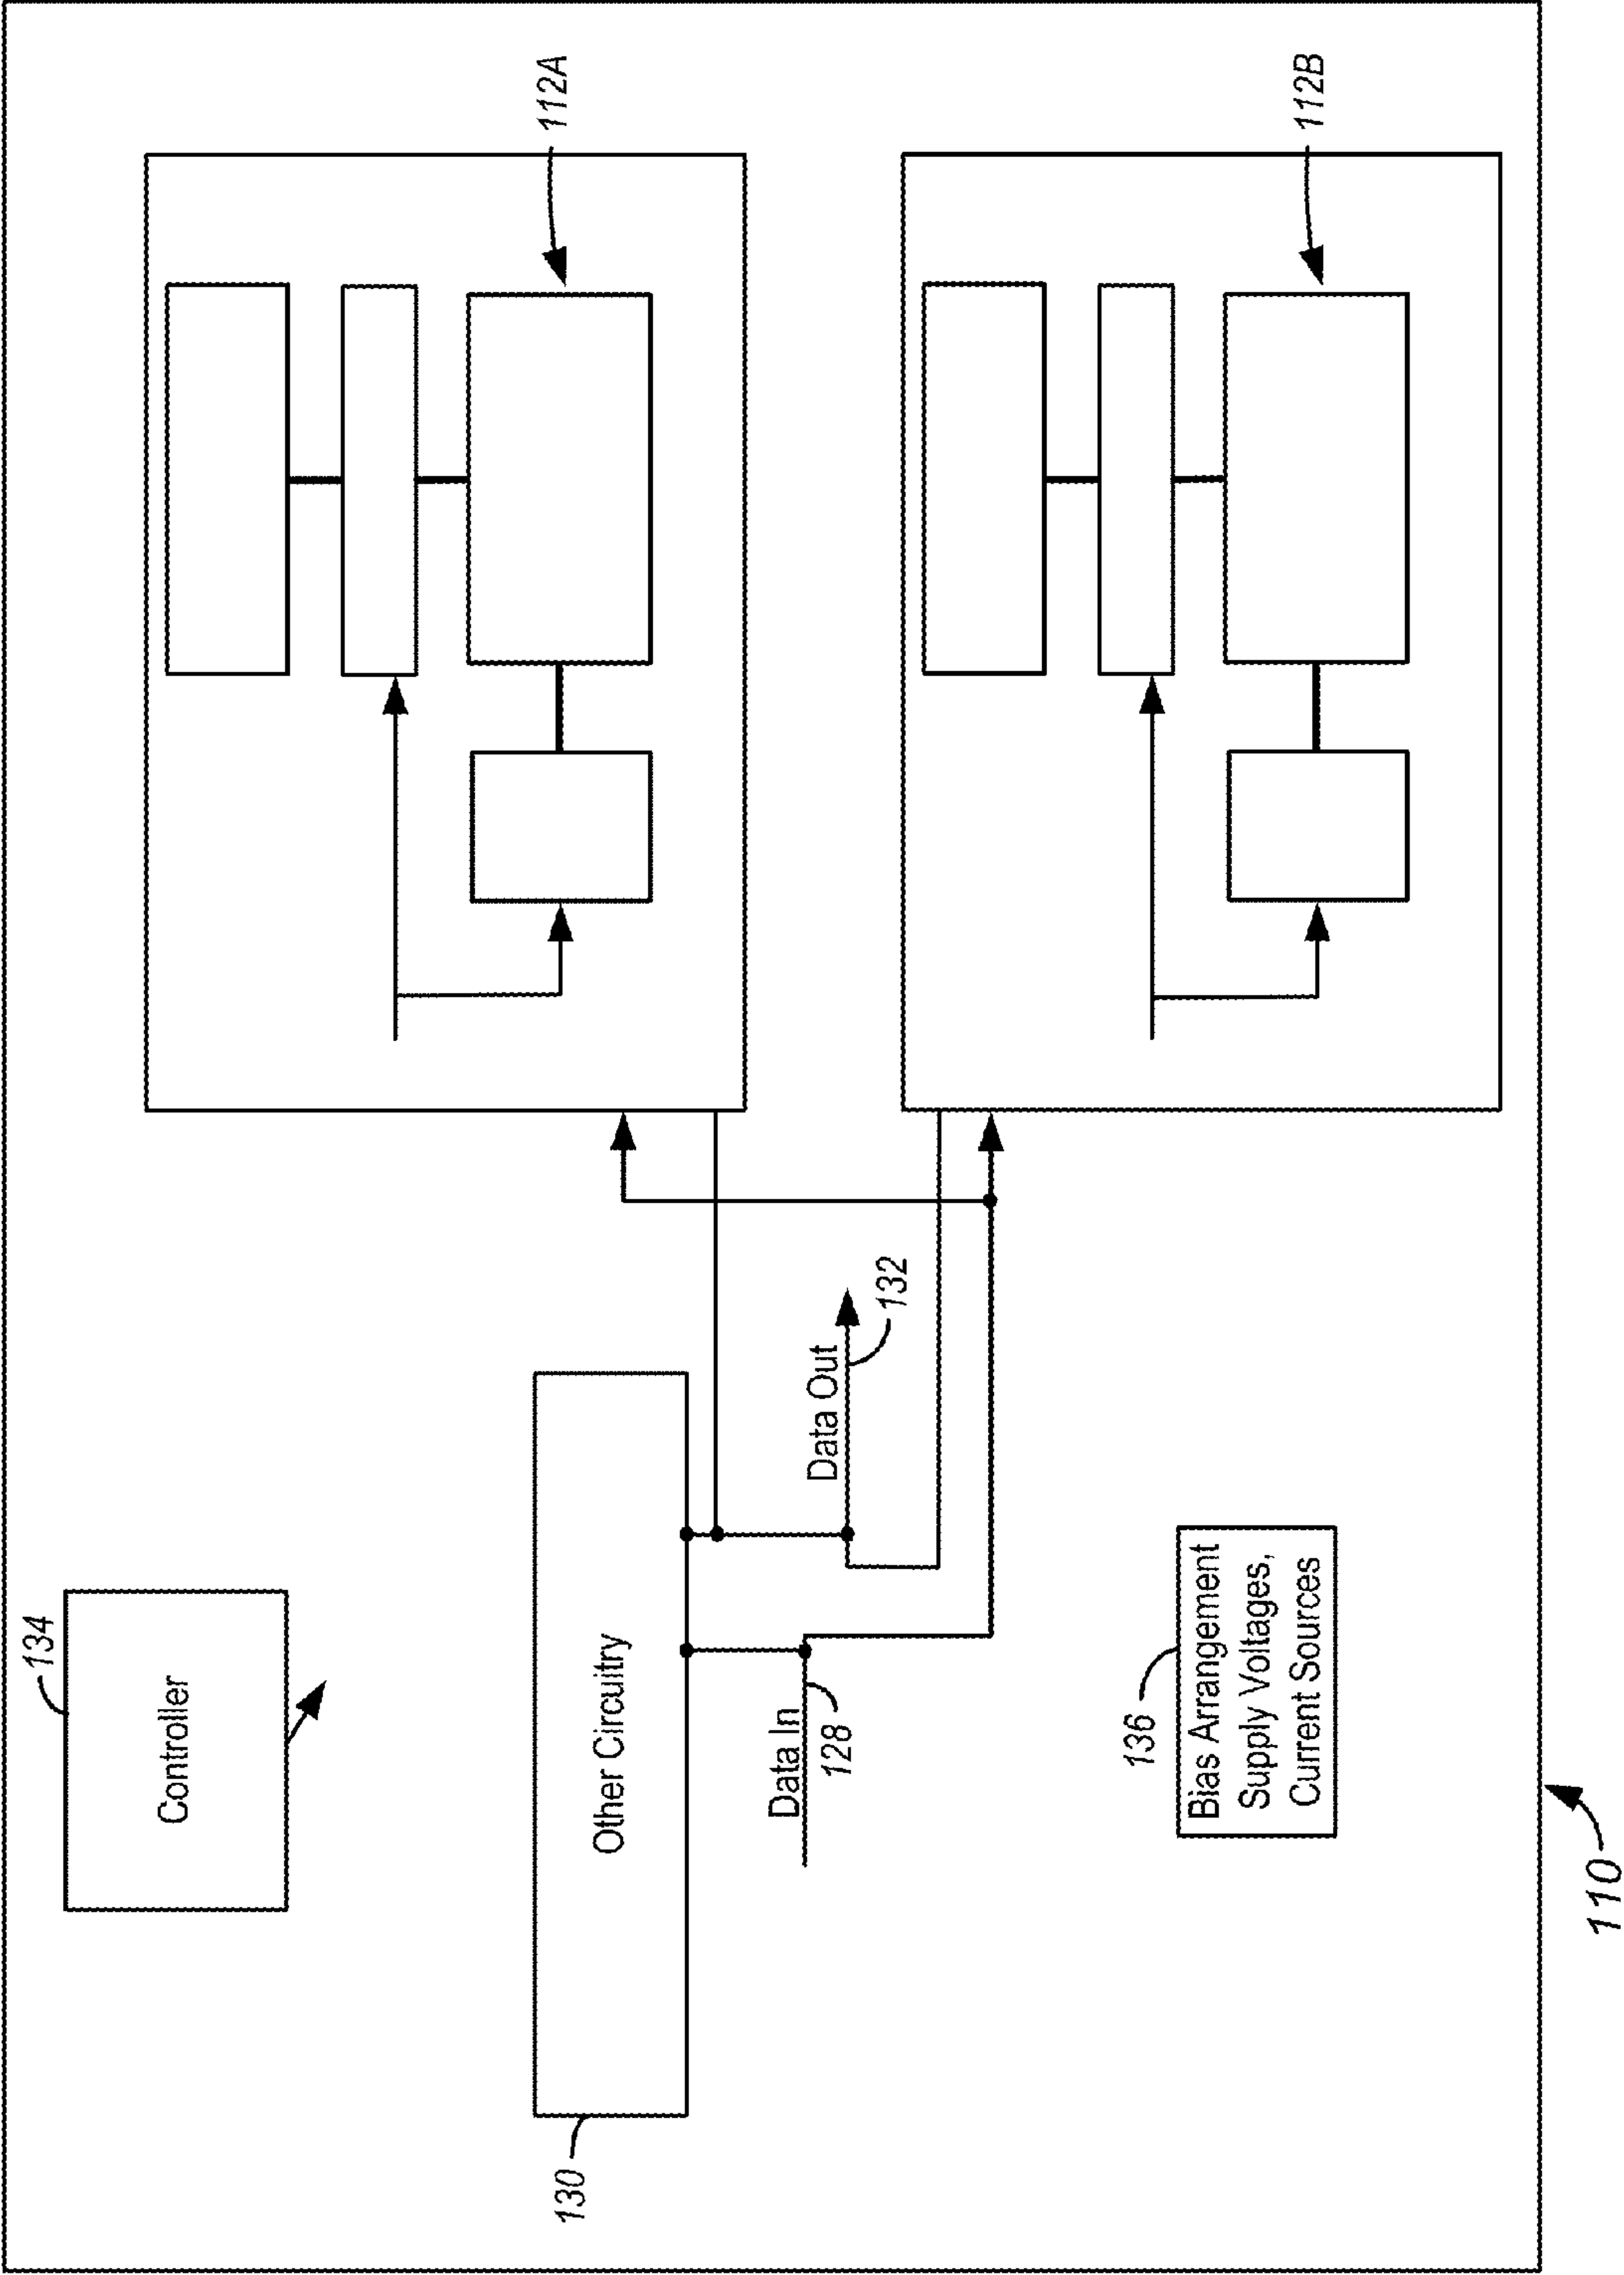 134
Controller
130
Other Circuitry
Data In
128
Data Out
132
136
Bias Arrangement
Supply Voltages,
Current Sources
112A
112B
110